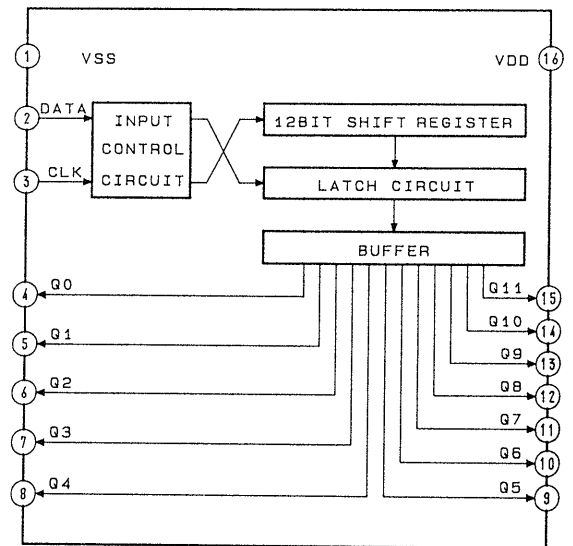 1 VSS VDD 16
2 DATA
INPUT
CONTROL
CIRCUIT
12BIT SHIFT REGISTER
3 CLK
LATCH CIRCUIT
BUFFER
4 Q0
Q11 15
5 Q1
Q10 14
Q9 13
6 Q2
Q8 12
Q7 11
7 Q3
Q6 10
8 Q4
Q5 9